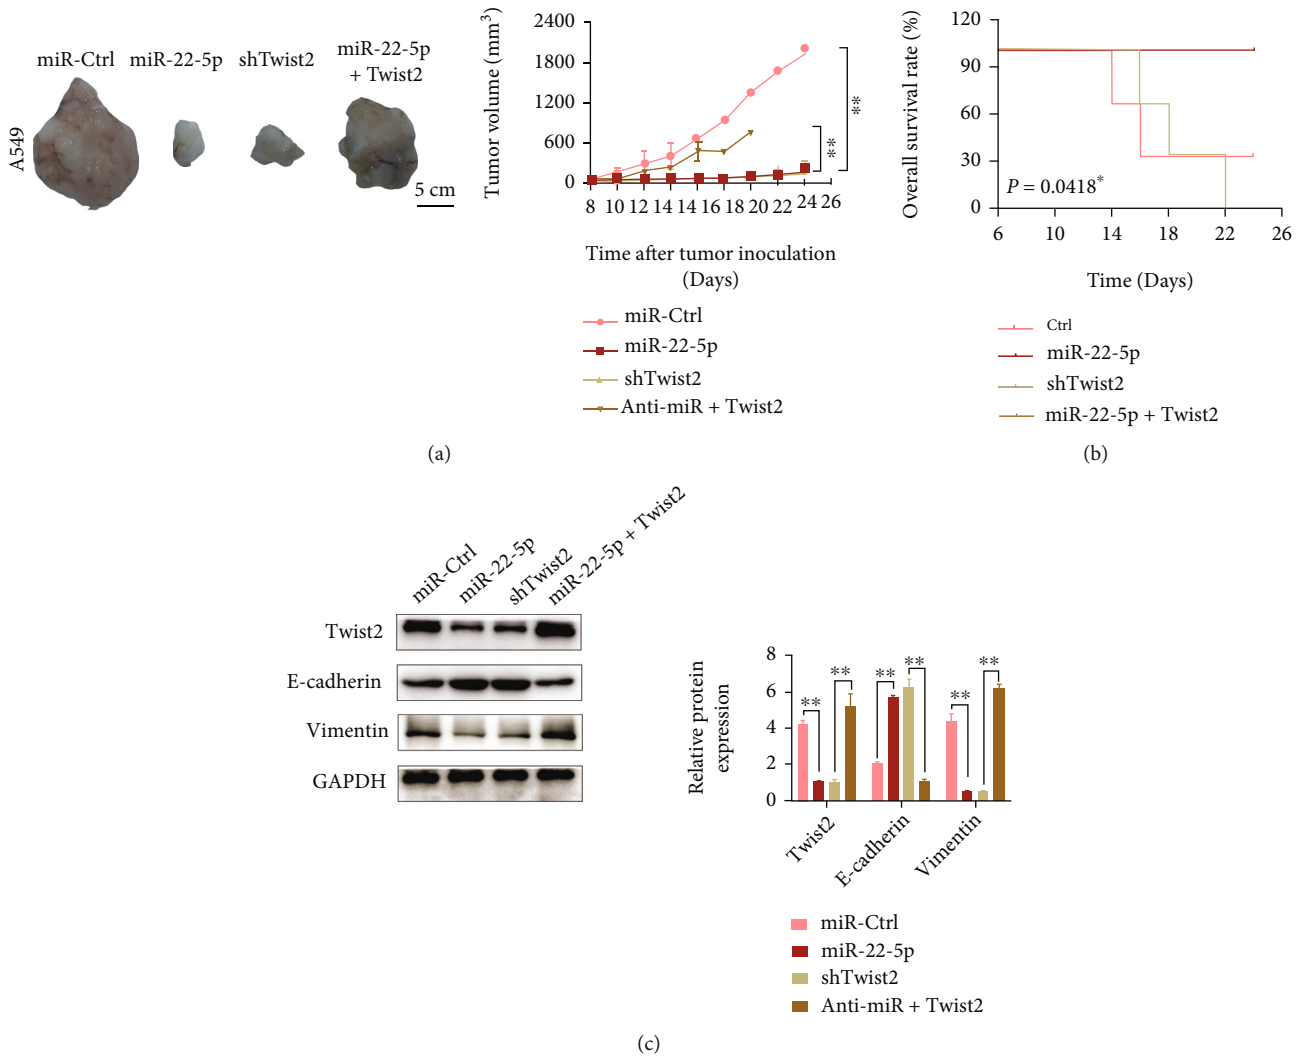 miR-Ctrl miR-22-5p shTwist2 miR-22-5p
+ Twist2
A549
5 cm
Tumor volume (mm³)
2400
1800
1200
600
0
8 10 12 14 14 16 18 20 22 24 26
Time after tumor inoculation
(Days)
**
**
miR-Ctrl
miR-22-5p
shTwist2
Anti-miR + Twist2
(a)
Overall survival rate (%)
120
90
60
30
0
P = 0.0418*
6 10 14 18 22 26
Time (Days)
Ctrl
miR-22-5p
shTwist2
miR-22-5p + Twist2
(b)
miR-Ctrl
miR-22-5p
shTwist2
miR-22-5p + Twist2
Twist2
E-cadherin
Vimentin
GAPDH
Relative protein
expression
8
6
4
2
0
** ** ** ** ** **
Twist2
E-cadherin
Vimentin
miR-Ctrl
miR-22-5p
shTwist2
Anti-miR + Twist2
(c)